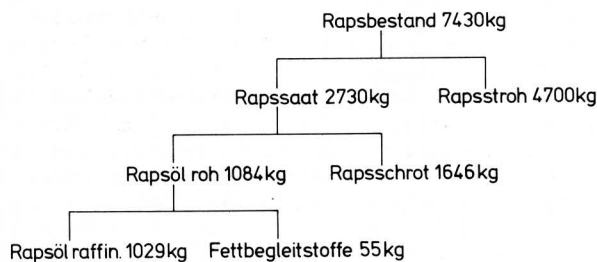 Rapsbestand 7430kg
Rapssaat 2730kg Rapsstroh 4700kg
Rapsöl roh 1084kg Rapsschrot 1646kg
Rapsöl raffin. 1029kg Fettbegleitstoffe 55kg